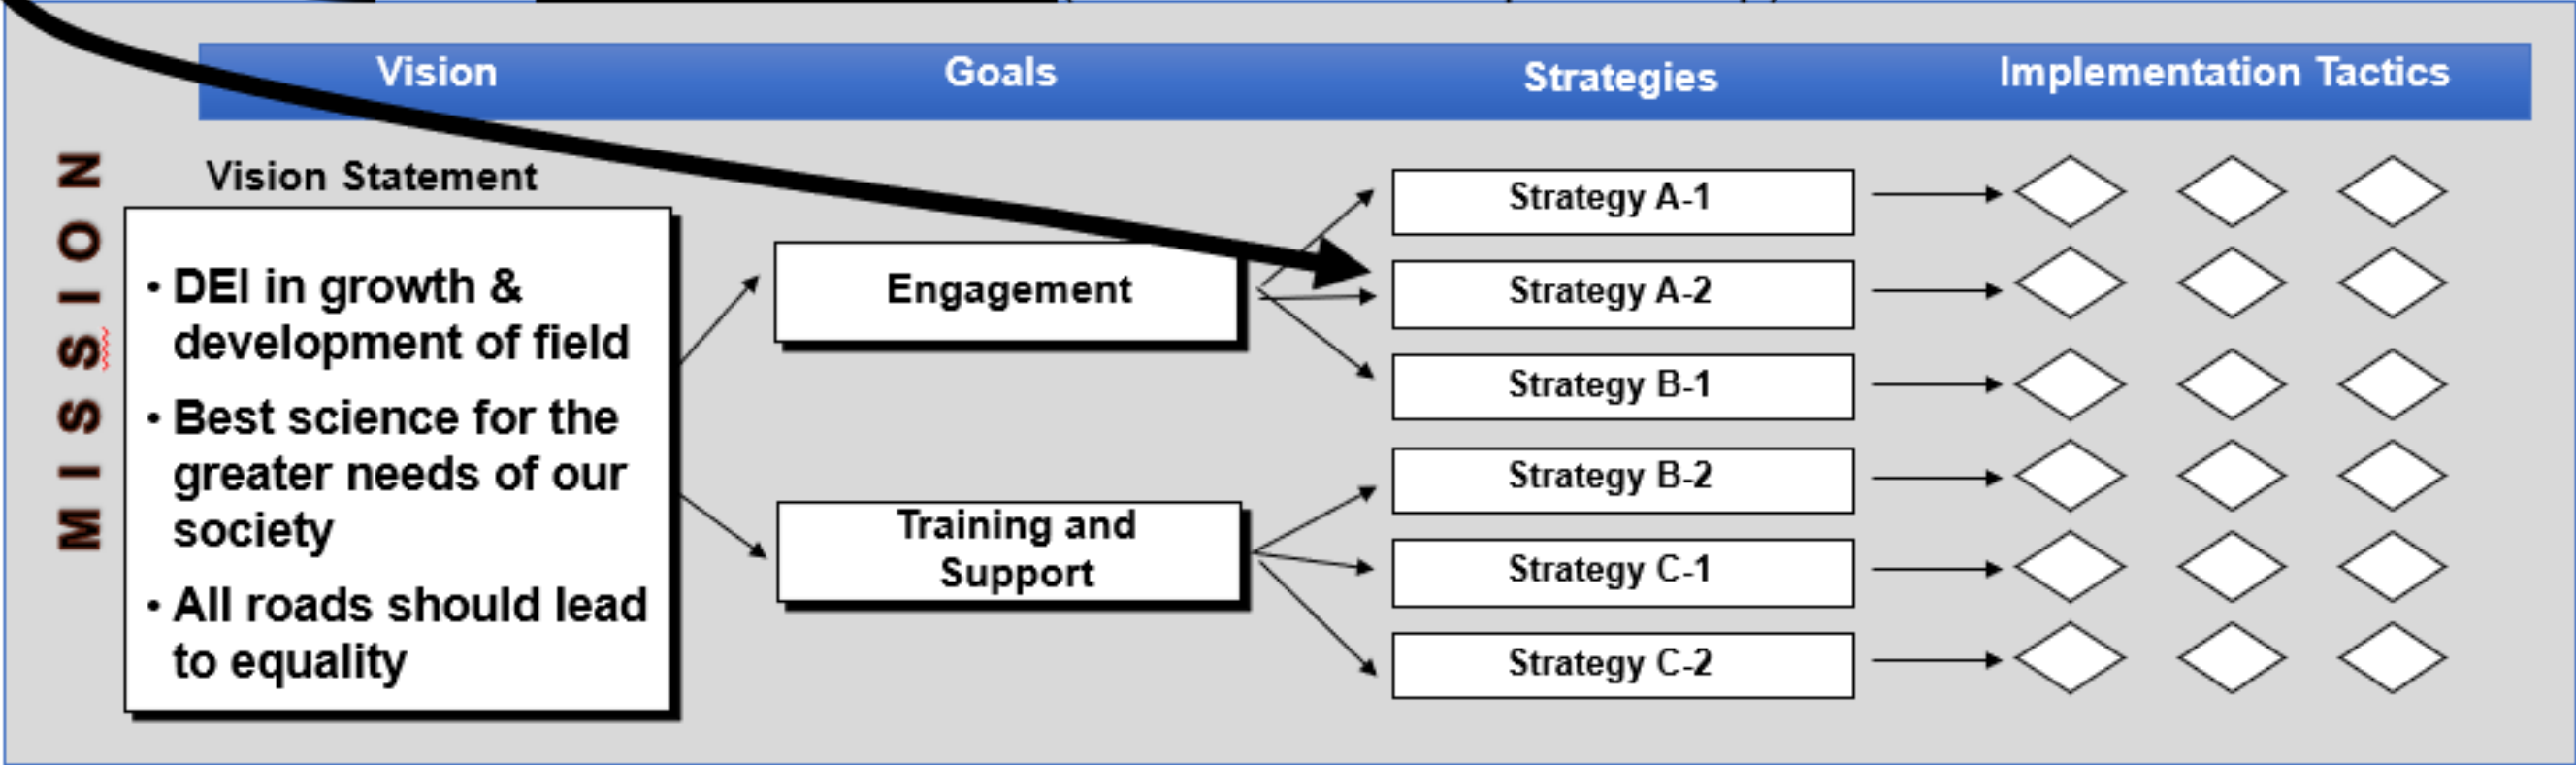 Vision Goals Strategies Implementation Tactics
MISSION
Vision Statement
• DEI in growth &
development of field
• Best science for the
greater needs of our
society
• All roads should lead
to equality
Engagement
Training and
Support
Strategy A-1
Strategy A-2
Strategy B-1
Strategy B-2
Strategy C-1
Strategy C-2